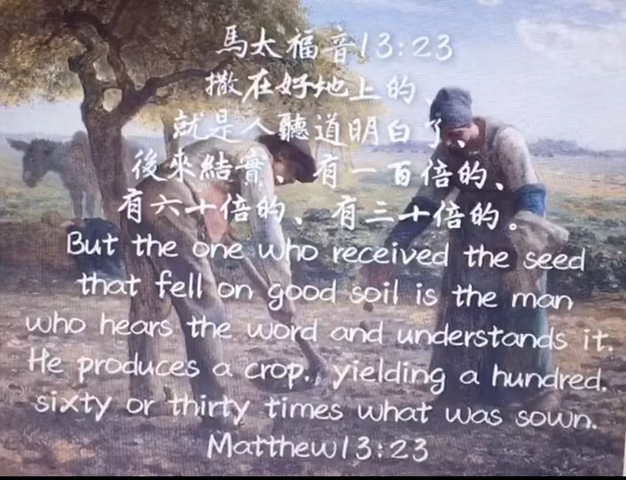 馬太福音13:23
撒在好地上的、
就是人聽道明白了、
後來結實、有一百倍的、
有六十倍的、有三十倍的。
But the one who received the seed
that fell on good soil is the man
who hears the word and understands it.
He produces a crop, yielding a hundred,
sixty or thirty times what was sown.
Matthew13:23